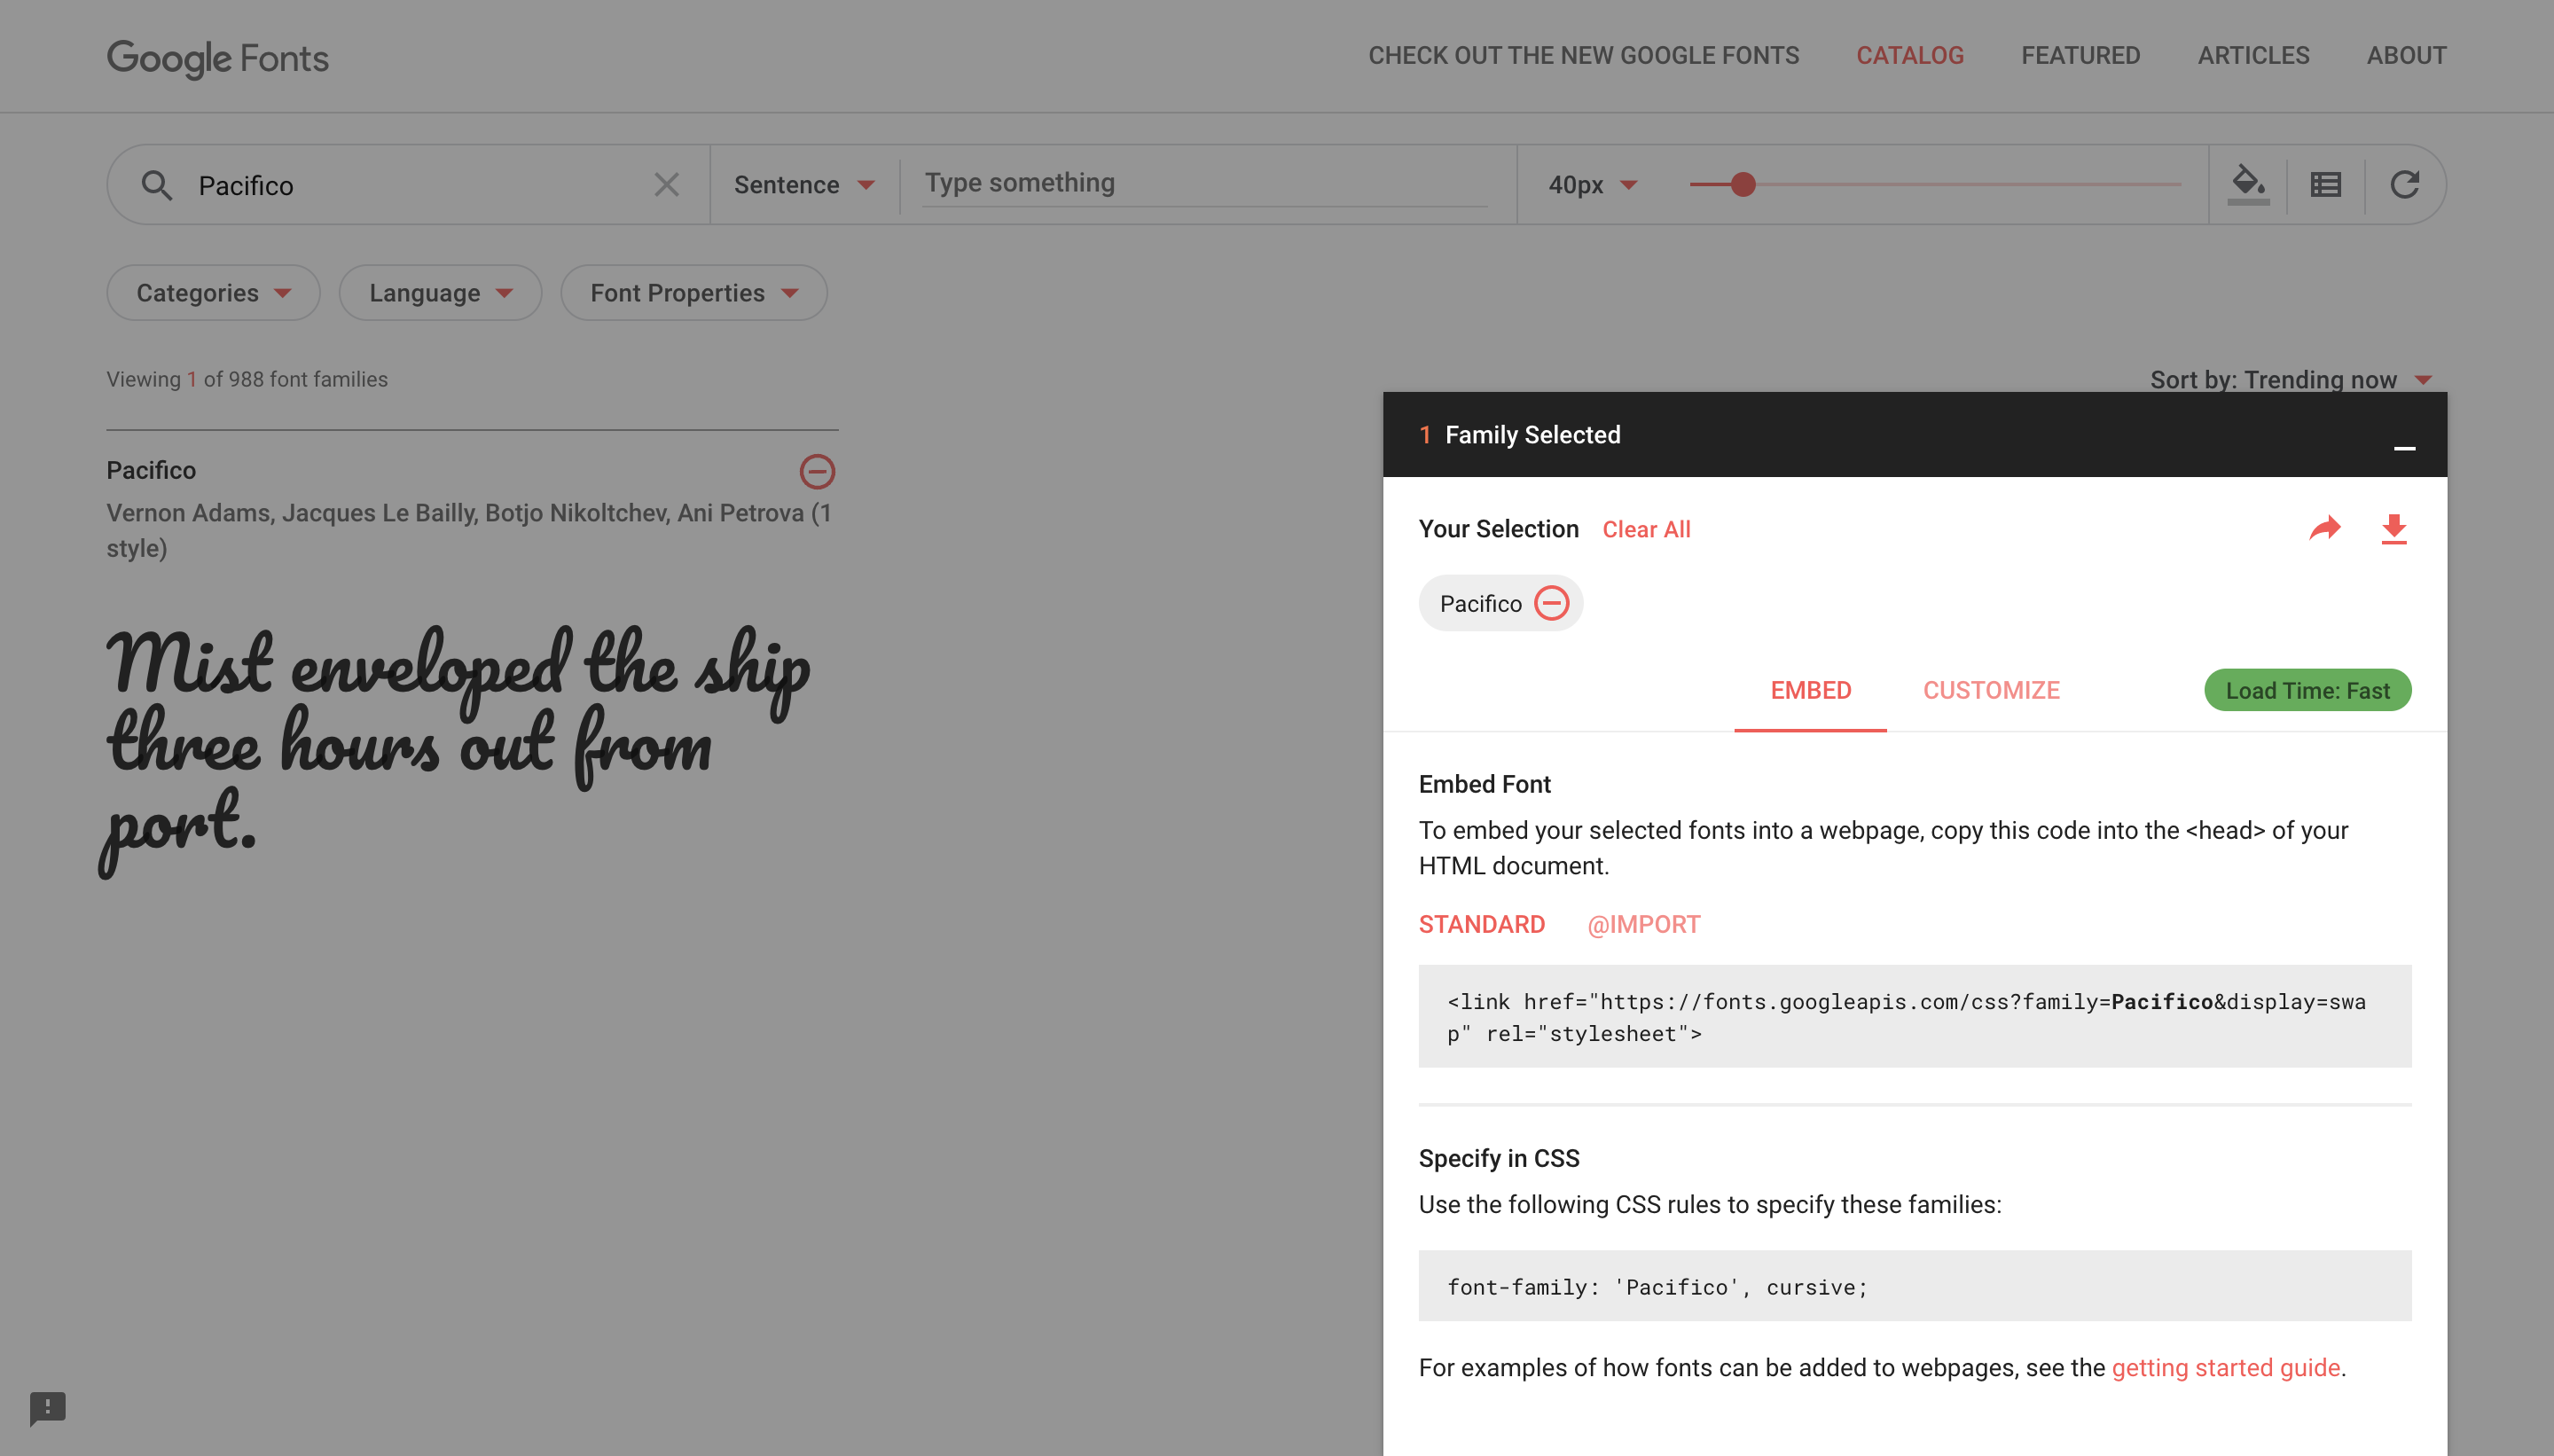 Google Fonts
CHECK OUT THE NEW GOOGLE FONTS CATALOG FEATURED ARTICLES ABOUT
Pacifico
Sentence
Type something
40px
Categories
Language
Font Properties
Viewing 1 of 988 font families
Sort by: Trending now
Pacifico
Vernon Adams, Jacques Le Bailly, Botjo Nikoltchev, Ani Petrova (1
style)
Mist enveloped the ship
three hours out from
port.
1 Family Selected
Your Selection Clear All
Pacifico
EMBED CUSTOMIZE
Load Time: Fast
Embed Font
To embed your selected fonts into a webpage, copy this code into the <head> of your
HTML document.
STANDARD @IMPORT
<link href="https://fonts.googleapis.com/css?family=Pacifico&display=swa
p" rel="stylesheet">
Specify in CSS
Use the following CSS rules to specify these families:
font-family: 'Pacifico', cursive;
For examples of how fonts can be added to webpages, see the getting started guide.